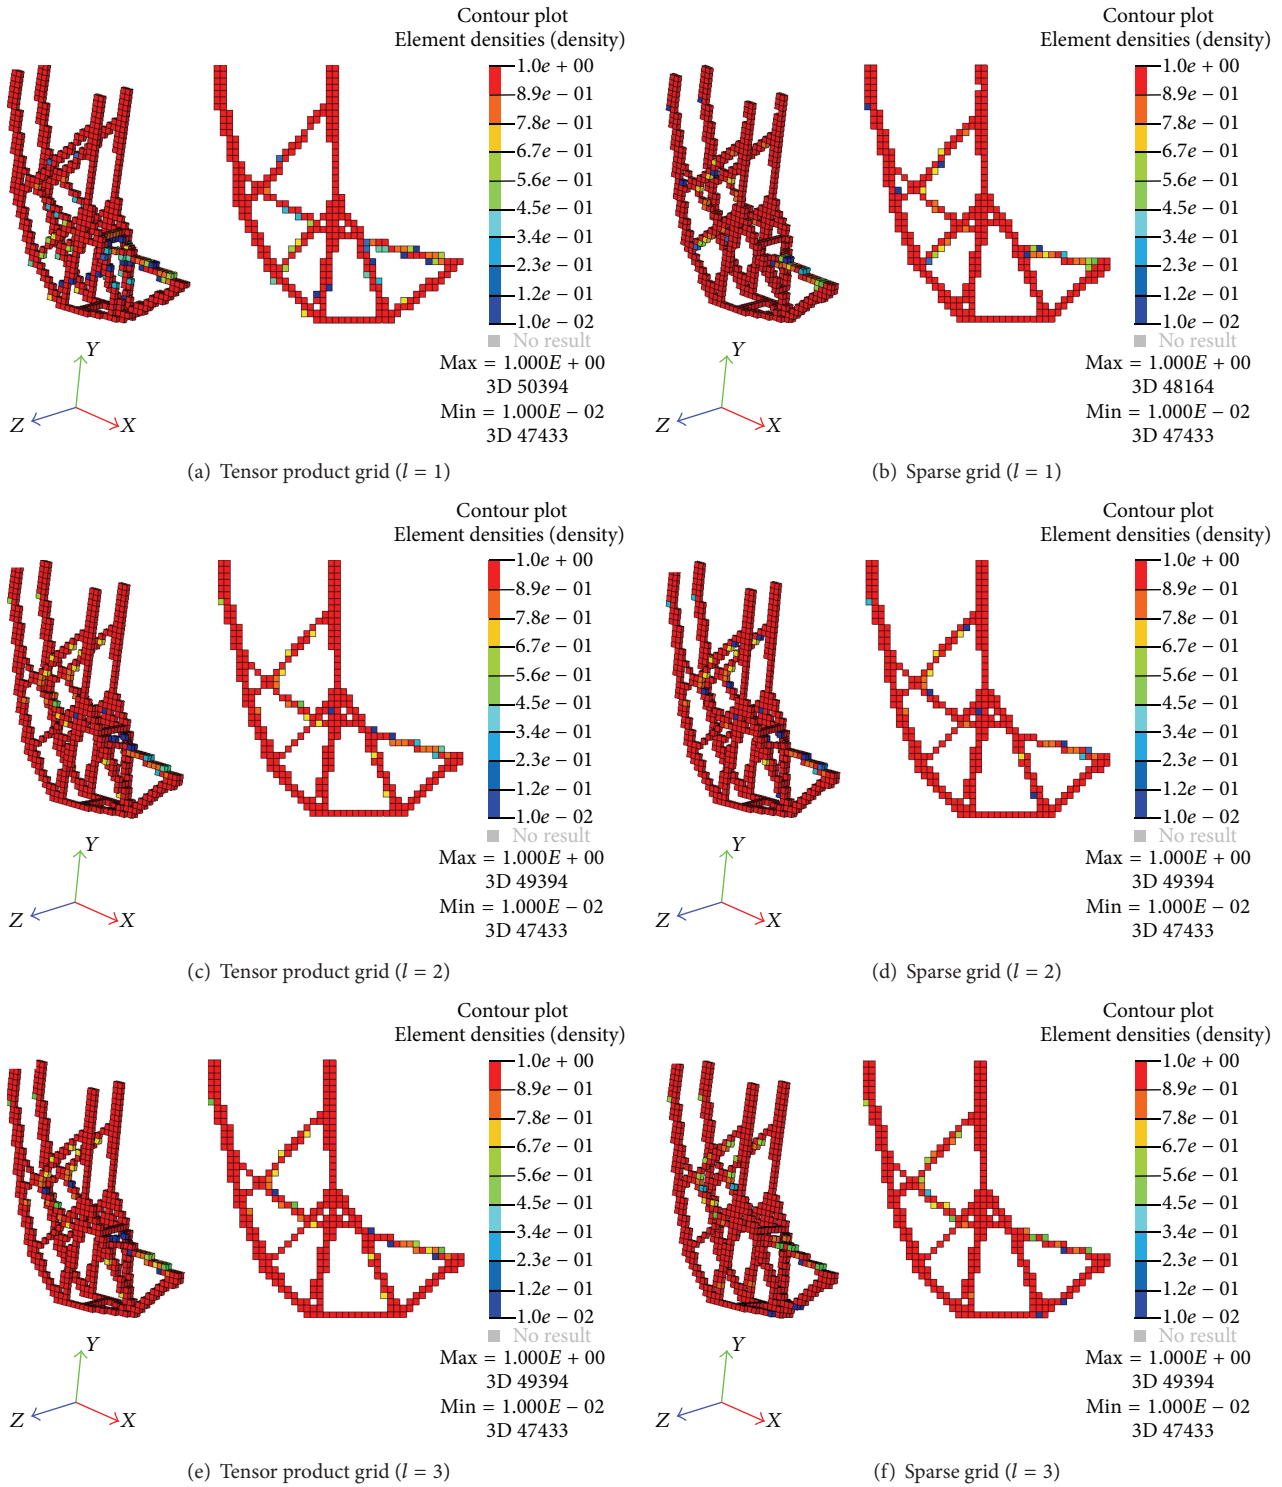 Contour plot
Element densities (density)
1.0e + 00
8.9e − 01
7.8e − 01
6.7e − 01
5.6e − 01
4.5e − 01
3.4e − 01
2.3e − 01
1.2e − 01
1.0e − 02
No result
Max = 1.000E + 00
3D 50394
Min = 1.000E − 02
3D 47433
Y
Z
X
(a) Tensor product grid (l = 1)
Contour plot
Element densities (density)
1.0e + 00
8.9e − 01
7.8e − 01
6.7e − 01
5.6e − 01
4.5e − 01
3.4e − 01
2.3e − 01
1.2e − 01
1.0e − 02
No result
Max = 1.000E + 00
3D 48164
Min = 1.000E − 02
3D 47433
Y
Z
X
(b) Sparse grid (l = 1)
Contour plot
Element densities (density)
1.0e + 00
8.9e − 01
7.8e − 01
6.7e − 01
5.6e − 01
4.5e − 01
3.4e − 01
2.3e − 01
1.2e − 01
1.0e − 02
No result
Max = 1.000E + 00
3D 49394
Min = 1.000E − 02
3D 47433
Y
Z
X
(c) Tensor product grid (l = 2)
Contour plot
Element densities (density)
1.0e + 00
8.9e − 01
7.8e − 01
6.7e − 01
5.6e − 01
4.5e − 01
3.4e − 01
2.3e − 01
1.2e − 01
1.0e − 02
No result
Max = 1.000E + 00
3D 49394
Min = 1.000E − 02
3D 47433
Y
Z
X
(d) Sparse grid (l = 2)
Contour plot
Element densities (density)
1.0e + 00
8.9e − 01
7.8e − 01
6.7e − 01
5.6e − 01
4.5e − 01
3.4e − 01
2.3e − 01
1.2e − 01
1.0e − 02
No result
Max = 1.000E + 00
3D 49394
Min = 1.000E − 02
3D 47433
Y
Z
X
(e) Tensor product grid (l = 3)
Contour plot
Element densities (density)
1.0e + 00
8.9e − 01
7.8e − 01
6.7e − 01
5.6e − 01
4.5e − 01
3.4e − 01
2.3e − 01
1.2e − 01
1.0e − 02
No result
Max = 1.000E + 00
3D 49394
Min = 1.000E − 02
3D 47433
Y
Z
X
(f) Sparse grid (l = 3)